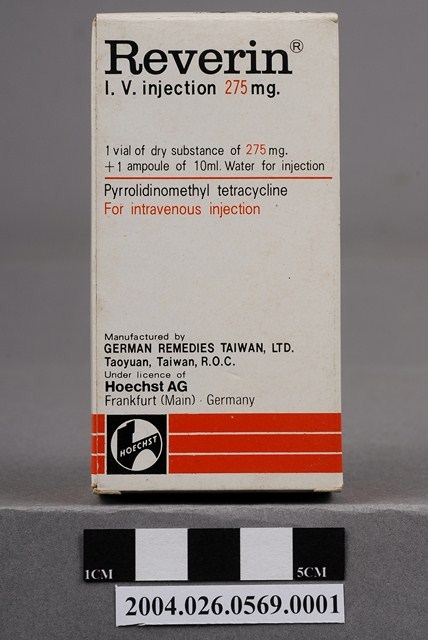 Reverin®
I. V. injection 275 mg.
1 vial of dry substance of 275 mg.
+ 1 ampoule of 10ml. Water for injection
Pyrrolidinomethyl tetracycline
For intravenous injection
Manufactured by
GERMAN REMEDIES TAIWAN, LTD.
Taoyuan, Taiwan, R.O.C.
Under licence of
Hoechst AG
Frankfurt (Main) · Germany
HOECHST
1CM 5CM
2004.026.0569.0001